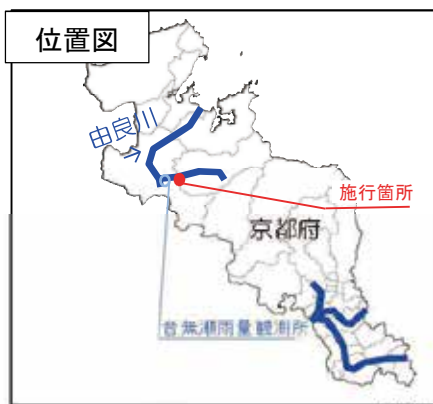 位置図
由良川
施行箇所
京都府
音無瀬雨量観測所